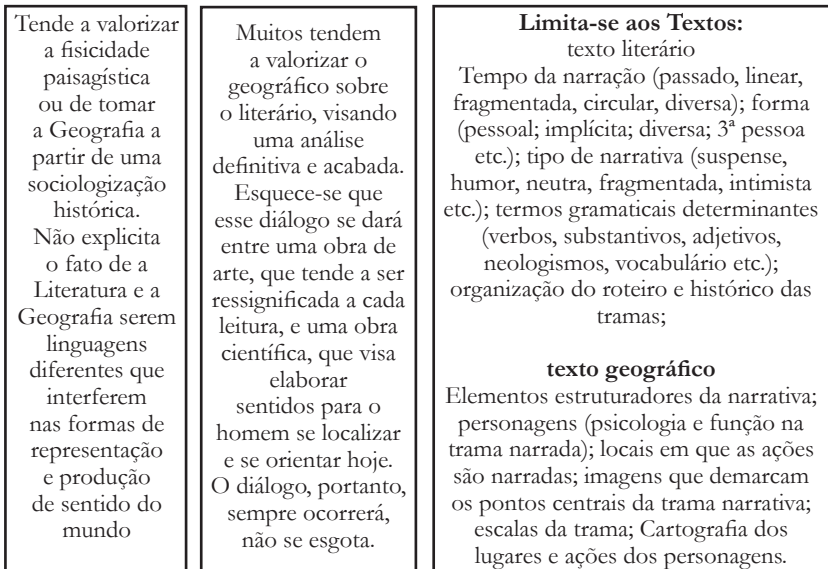 Tende a valorizar
a fisicidade
paisagística
ou de tomar
a Geografia a
partir de uma
sociologização
histórica.
Não explicita
o fato de a
Literatura e a
Geografia serem
linguagens
diferentes que
interferem
nas formas de
representação
e produção
de sentido do
mundo
Muitos tendem
a valorizar o
geográfico sobre
o literário, visando
uma análise
definitiva e acabada.
Esquece-se que
esse diálogo se dará
entre uma obra de
arte, que tende a ser
ressignificada a cada
leitura, e uma obra
científica, que visa
elaborar
sentidos para o
homem se localizar
e se orientar hoje.
O diálogo, portanto,
sempre ocorrerá,
não se esgota.
Limita-se aos Textos:
texto literário
Tempo da narração (passado, linear,
fragmentada, circular, diversa); forma
(pessoal; implícita; diversa; 3ª pessoa
etc.); tipo de narrativa (suspense,
humor, neutra, fragmentada, intimista
etc.); termos gramaticais determinantes
(verbos, substantivos, adjetivos,
neologismos, vocabulário etc.);
organização do roteiro e histórico das
tramas;
texto geográfico
Elementos estruturadores da narrativa;
personagens (psicologia e função na
trama narrada); locais em que as ações
são narradas; imagens que demarcam
os pontos centrais da trama narrativa;
escalas da trama; Cartografia dos
lugares e ações dos personagens.